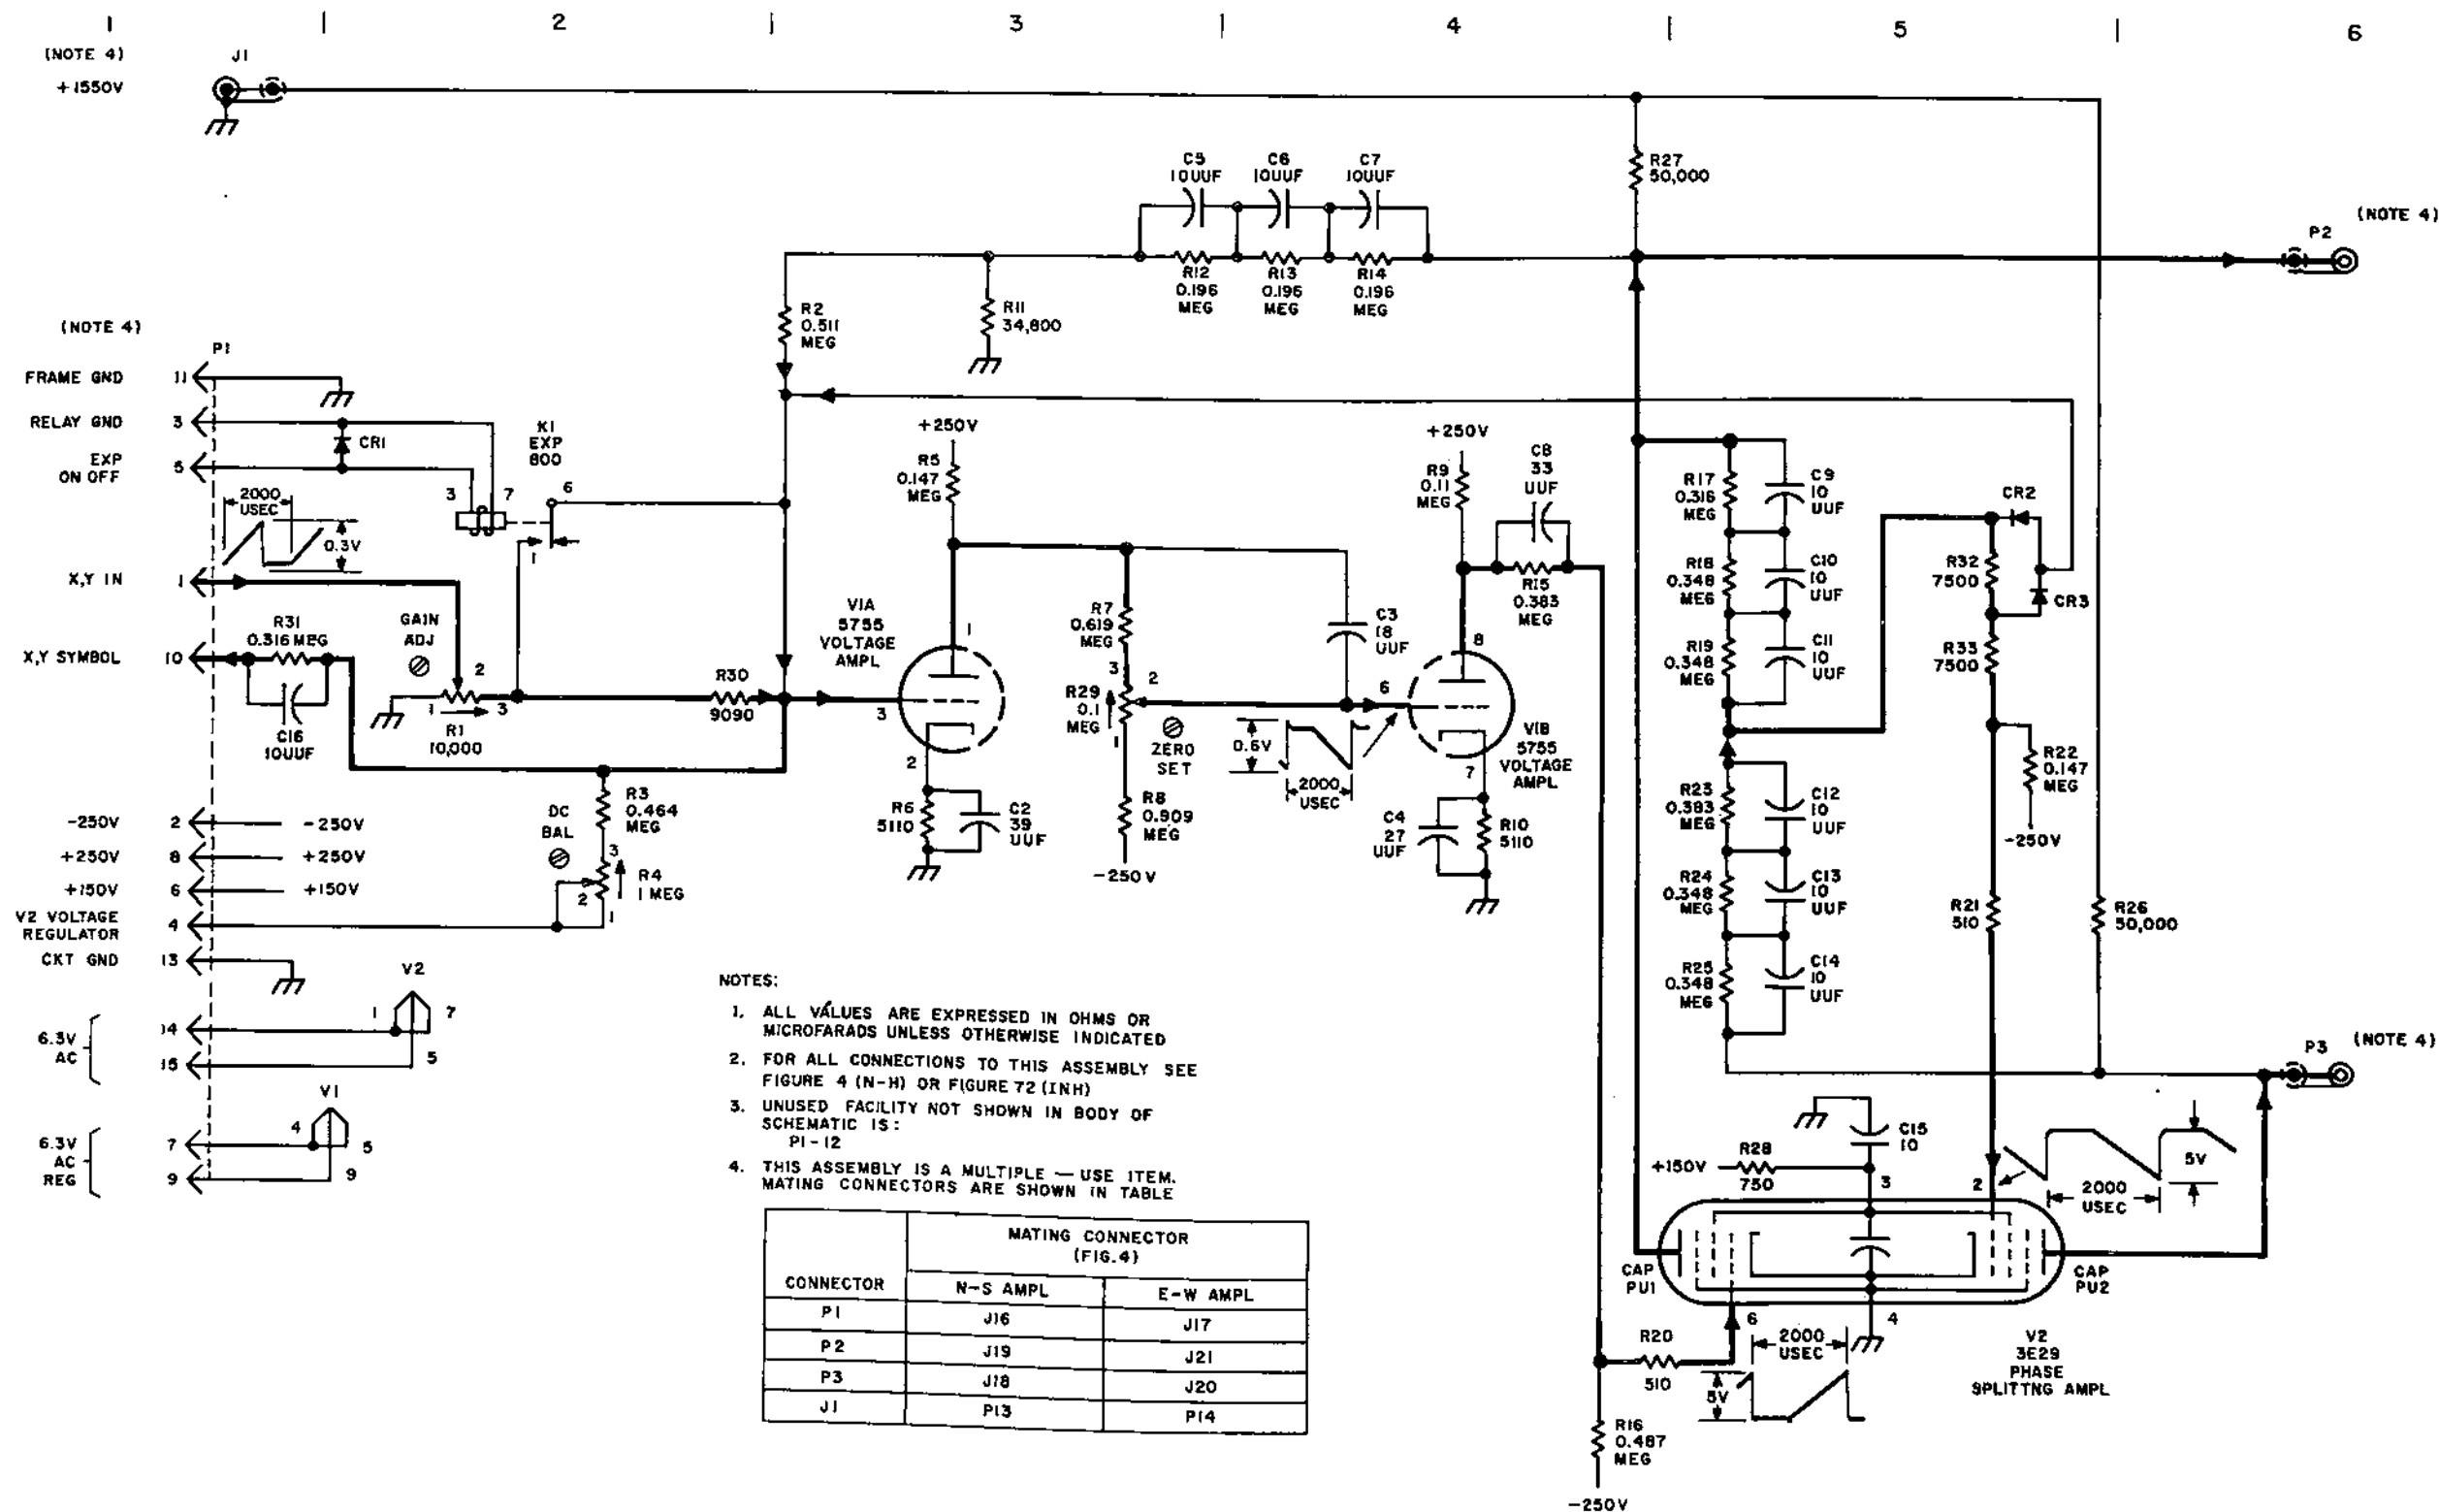 1 2 3 4 5 6
(NOTE 4)
+1550V
J1
C5
10UUF
C6
10UUF
C7
10UUF
R27
50,000
(NOTE 4)
P2
R12
0.196
MEG
R13
0.196
MEG
R14
0.196
MEG
R2
0.511
MEG
R11
34,800
(NOTE 4)
P1
FRAME GND 11
RELAY GND 3
CR1
EXP
ON OFF 5
K1
EXP
800
3 7 6
1
2000
USEC
0.3V
X,Y IN 1
R31
0.316 MEG
X,Y SYMBOL 10
C16
10UUF
GAIN
ADJ
2
1 3
R1
10,000
R30
9090
+250V
R5
0.147
MEG
V1A
5755
VOLTAGE
AMPL
1
3
2
R6
5110
C2
39
UUF
R7
0.619
MEG
3
2
R29
0.1
MEG
1
ZERO
SET
R8
0.909
MEG
-250V
C3
18
UUF
0.6V
2000
USEC
+250V
R9
0.11
MEG
C8
33
UUF
R15
0.383
MEG
8
6
7
V1B
5755
VOLTAGE
AMPL
C4
27
UUF
R10
5110
R17
0.316
MEG
C9
10
UUF
R18
0.348
MEG
C10
10
UUF
R19
0.348
MEG
C11
10
UUF
R23
0.383
MEG
C12
10
UUF
R24
0.348
MEG
C13
10
UUF
R25
0.348
MEG
C14
10
UUF
CR2
R32
7500
CR3
R33
7500
R22
0.147
MEG
-250V
R21
510
R26
50,000
-250V 2 -250V
+250V 8 +250V
+150V 6 +150V
V2 VOLTAGE
REGULATOR 4
CKT GND 13
DC
BAL
R3
0.464
MEG
3
2
1
R4
1 MEG
V2
6.3V
AC
14
15
1
7
5
V1
6.3V
AC
REG
7
9
4
5
9
NOTES:
1. ALL VALUES ARE EXPRESSED IN OHMS OR
MICROFARADS UNLESS OTHERWISE INDICATED
2. FOR ALL CONNECTIONS TO THIS ASSEMBLY SEE
FIGURE 4 (N-H) OR FIGURE 72 (INH)
3. UNUSED FACILITY NOT SHOWN IN BODY OF
SCHEMATIC IS:
P1-12
4. THIS ASSEMBLY IS A MULTIPLE — USE ITEM.
MATING CONNECTORS ARE SHOWN IN TABLE
MATING CONNECTOR
(FIG.4)
CONNECTOR N-S AMPL E-W AMPL
P1 J16 J17
P2 J19 J21
P3 J18 J20
J1 P13 P14
P3
(NOTE 4)
C15
10
+150V
R28
750
3
2
2000
USEC
5V
CAP
PU1
CAP
PU2
6
4
R20
510
2000
USEC
5V
V2
3E29
PHASE
SPLITTNG AMPL
R16
0.487
MEG
-250V